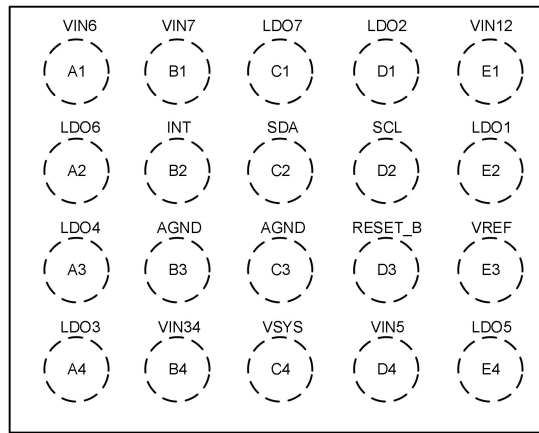 VIN6 VIN7 LDO7 LDO2 VIN12
A1 B1 C1 D1 E1
LDO6 INT SDA SCL LDO1
A2 B2 C2 D2 E2
LDO4 AGND AGND RESET_B VREF
A3 B3 C3 D3 E3
LDO3 VIN34 VSYS VIN5 LDO5
A4 B4 C4 D4 E4